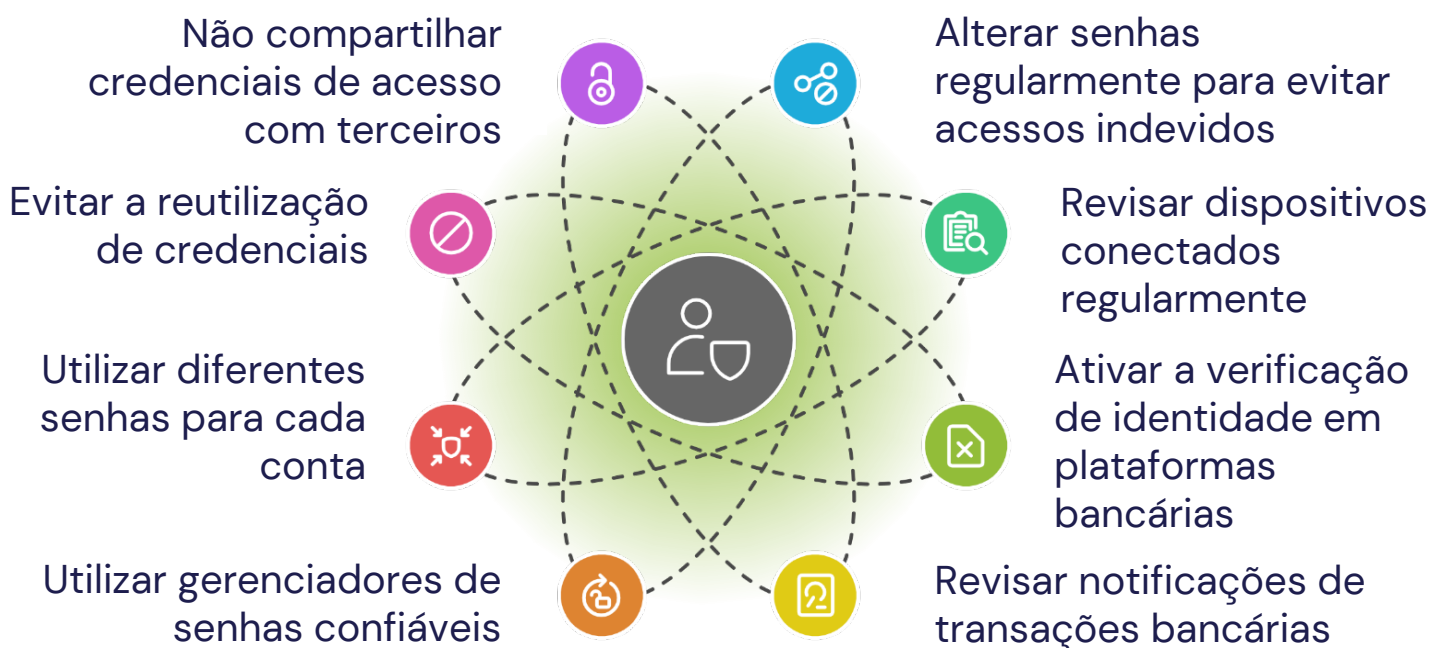 Não compartilhar
credenciais de acesso
com terceiros
Alterar senhas
regularmente para evitar
acessos indevidos
Evitar a reutilização
de credenciais
Revisar dispositivos
conectados
regularmente
Utilizar diferentes
senhas para cada
conta
Ativar a verificação
de identidade em
plataformas
bancárias
Utilizar gerenciadores de
senhas confiáveis
Revisar notificações de
transações bancárias